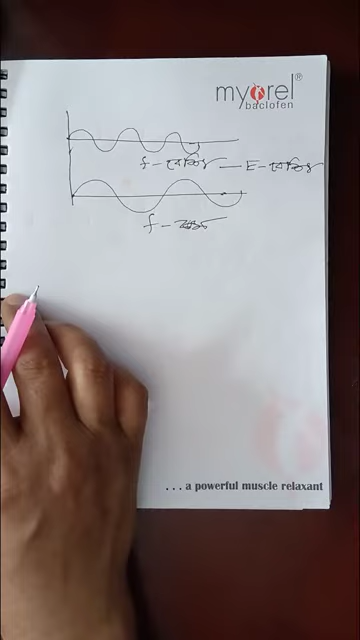 myorel®
baclofen
f - বেশি — E - বেশি
f - কম
. . . a powerful muscle relaxant